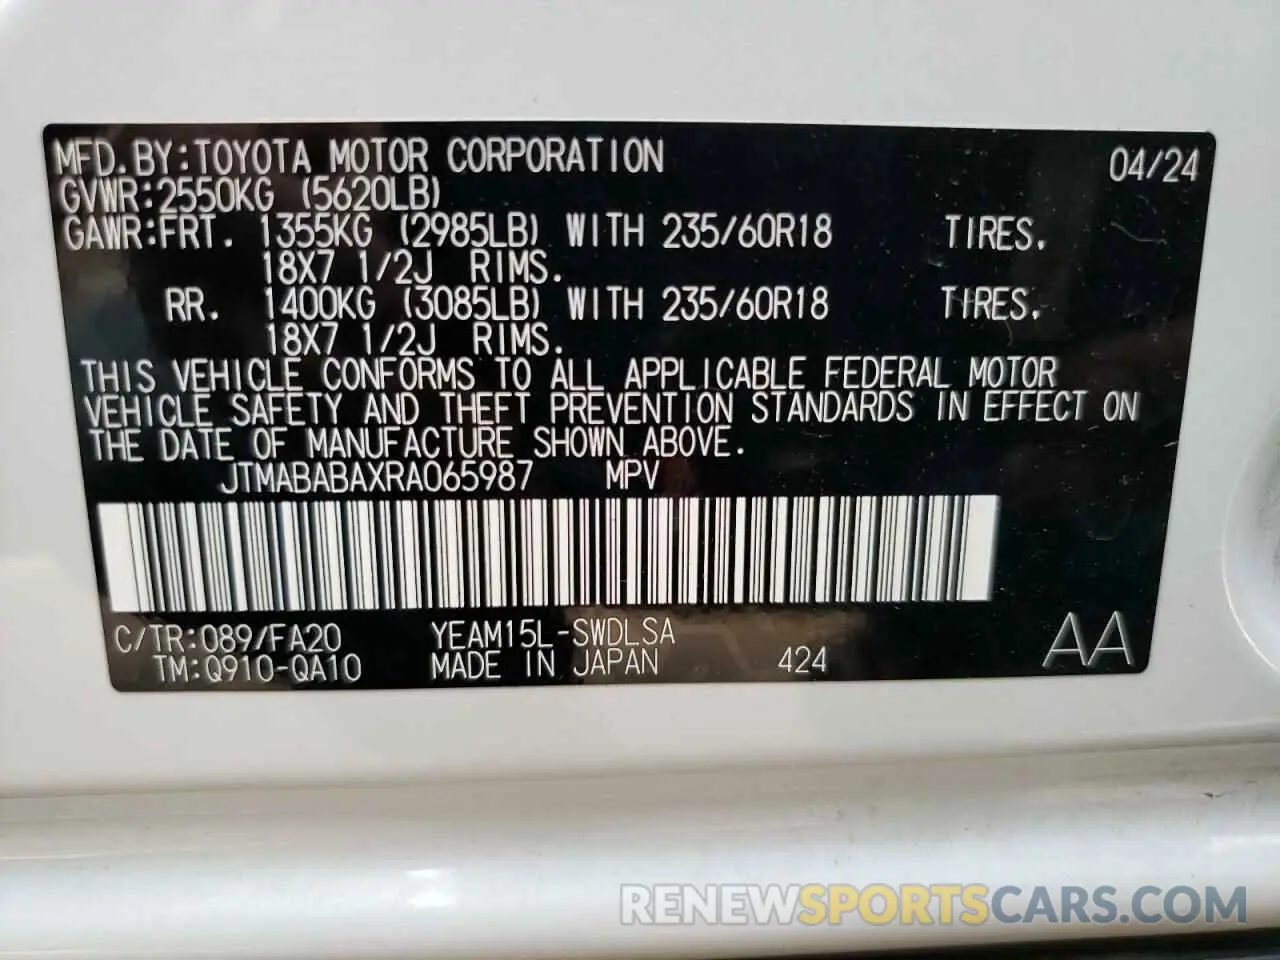 MFD.BY:TOYOTA MOTOR CORPORATION 04/24
GVWR:2550KG (5620LB)
GAWR:FRT. 1355KG (2985LB) WITH 235/60R18 TIRES.
18X7 1/2J RIMS.
RR. 1400KG (3085LB) WITH 235/60R18 TIRES.
18X7 1/2J RIMS.
THIS VEHICLE CONFORMS TO ALL APPLICABLE FEDERAL MOTOR
VEHICLE SAFETY AND THEFT PREVENTION STANDARDS IN EFFECT ON
THE DATE OF MANUFACTURE SHOWN ABOVE.
JTMABABAXRA065987 MPV
C/TR:089/FA20 YEAM15L-SWDLSA AA
TM:Q910-QA10 MADE IN JAPAN 424
RENEWSPORTSCARS.COM